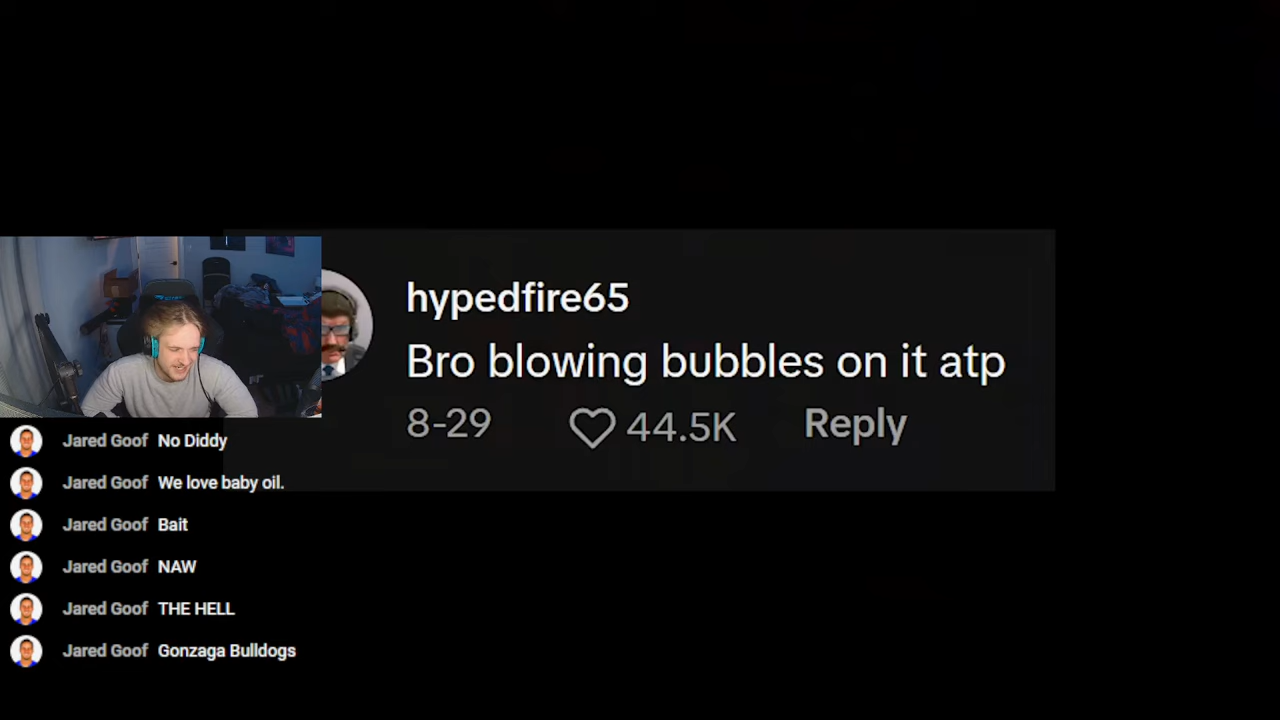 hypedfire65
Bro blowing bubbles on it atp
8-29 44.5K Reply
Jared Goof No Diddy
Jared Goof We love baby oil.
Jared Goof Bait
Jared Goof NAW
Jared Goof THE HELL
Jared Goof Gonzaga Bulldogs